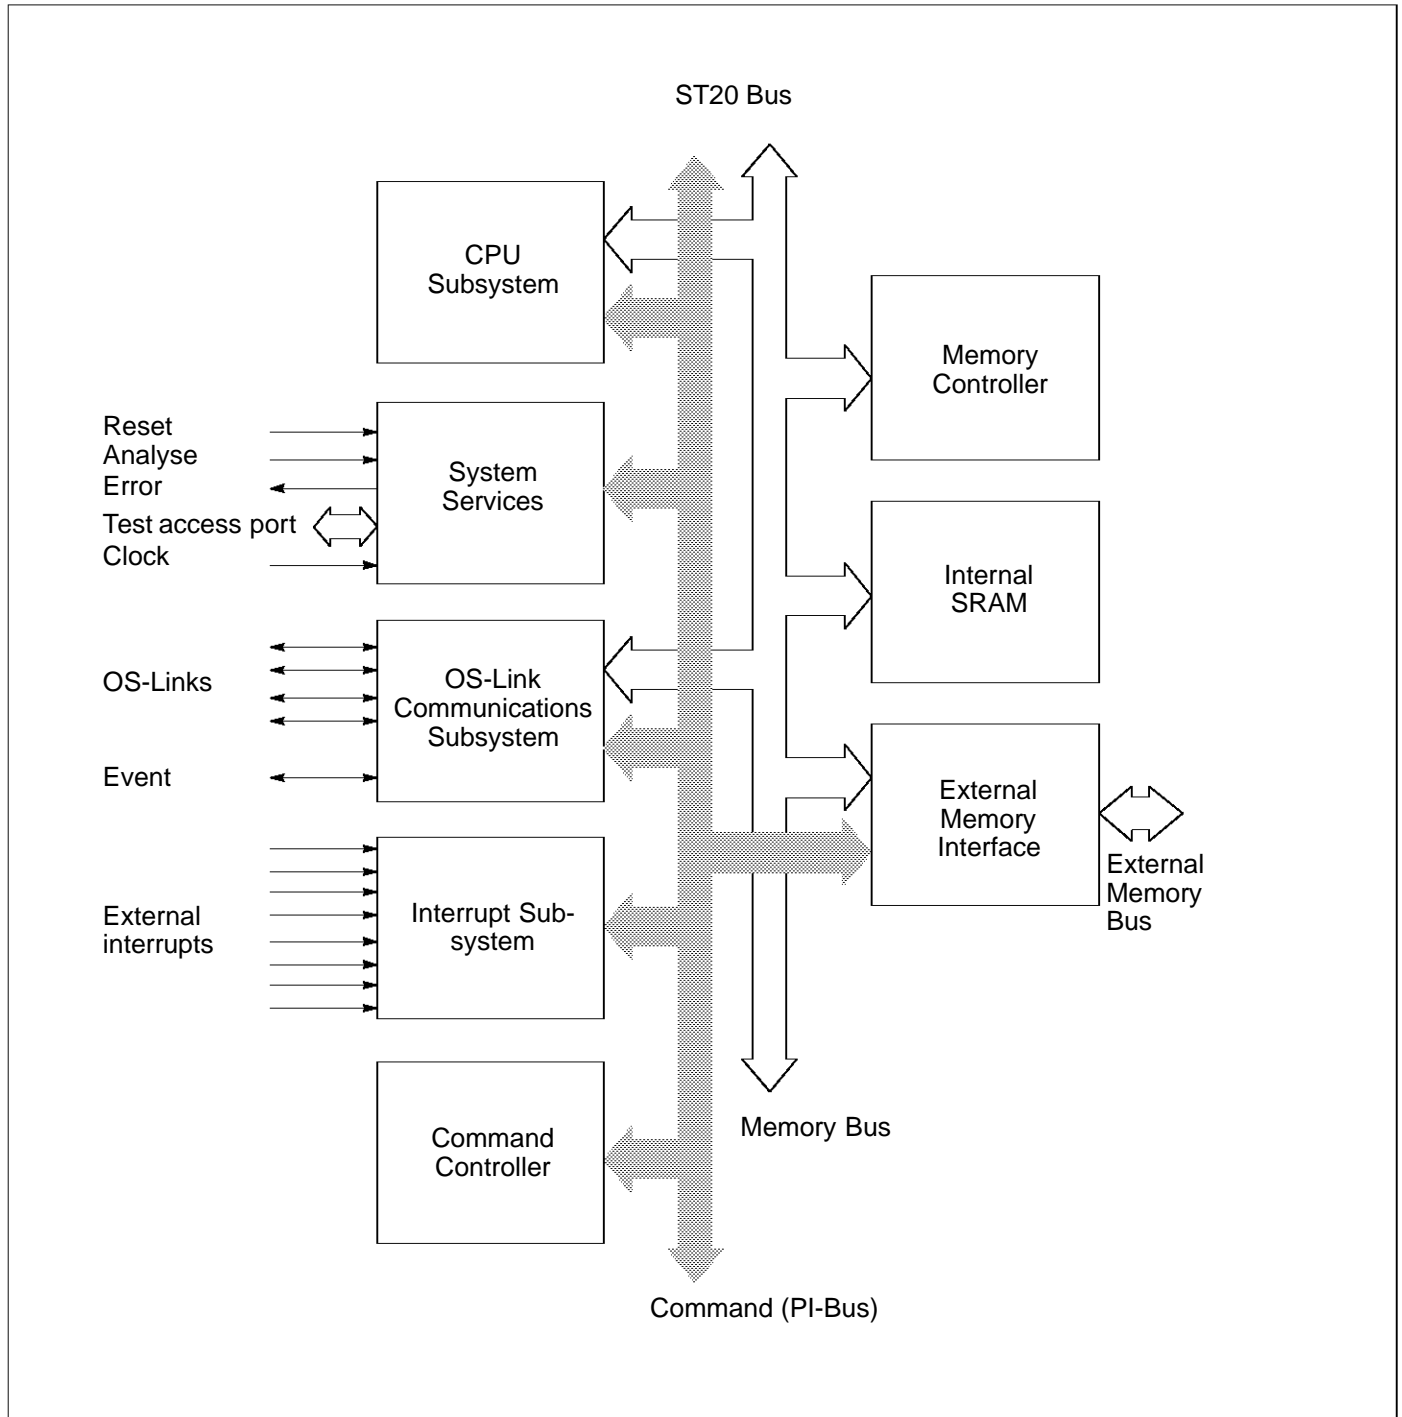 ST20 Bus
CPU
Subsystem
Memory
Controller
Reset
Analyse
Error
Test access port
Clock
System
Services
Internal
SRAM
OS-Links
Event
OS-Link
Communications
Subsystem
External
Memory
Interface
External
Memory
Bus
External
interrupts
Interrupt Sub-
system
Command
Controller
Memory Bus
Command (PI-Bus)